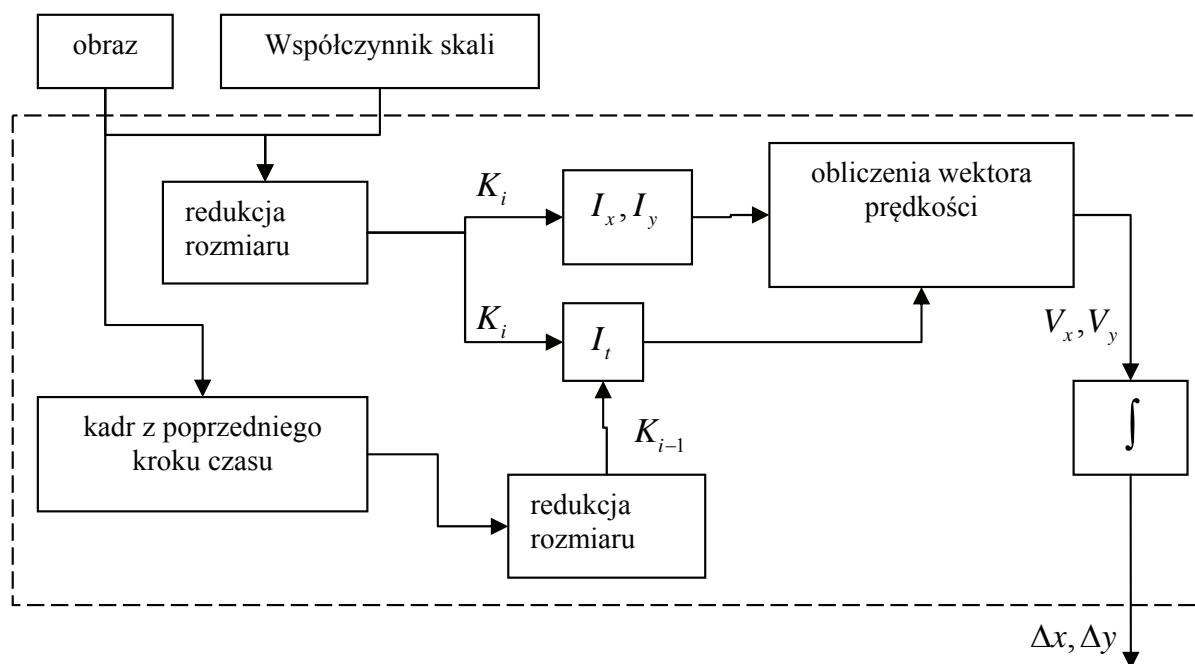 obraz
Współczynnik skali
redukcja
rozmiaru
K_i
I_x, I_y
obliczenia wektora
prędkości
K_i
I_t
V_x, V_y
kadr z poprzedniego
kroku czasu
K_{i-1}
∫
redukcja
rozmiaru
Δx, Δy